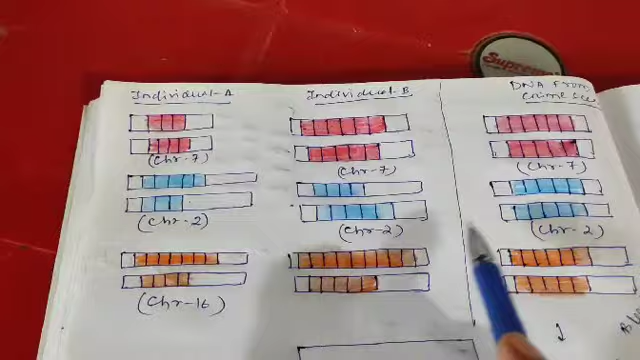 Individual-A
(Chr-7)
(Chr-2)
(Chr-16)
Individual-B
(Chr-7)
(Chr-2)
DNA From
Crime
(Chr-7)
(Chr-2)
Supreme